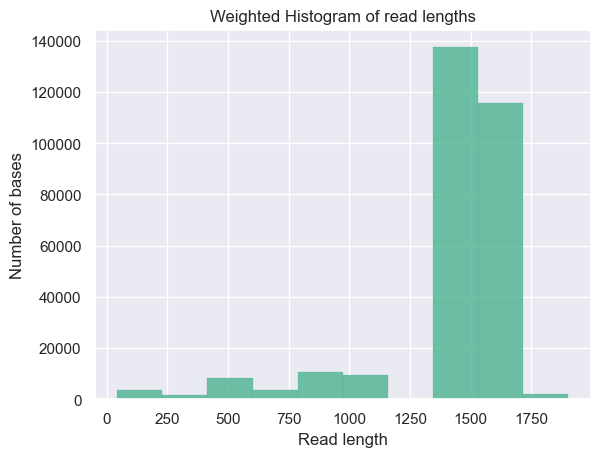 Weighted Histogram of read lengths
140000
120000
100000
80000
60000
40000
20000
0
Number of bases
0 250 500 750 1000 1250 1500 1750
Read length